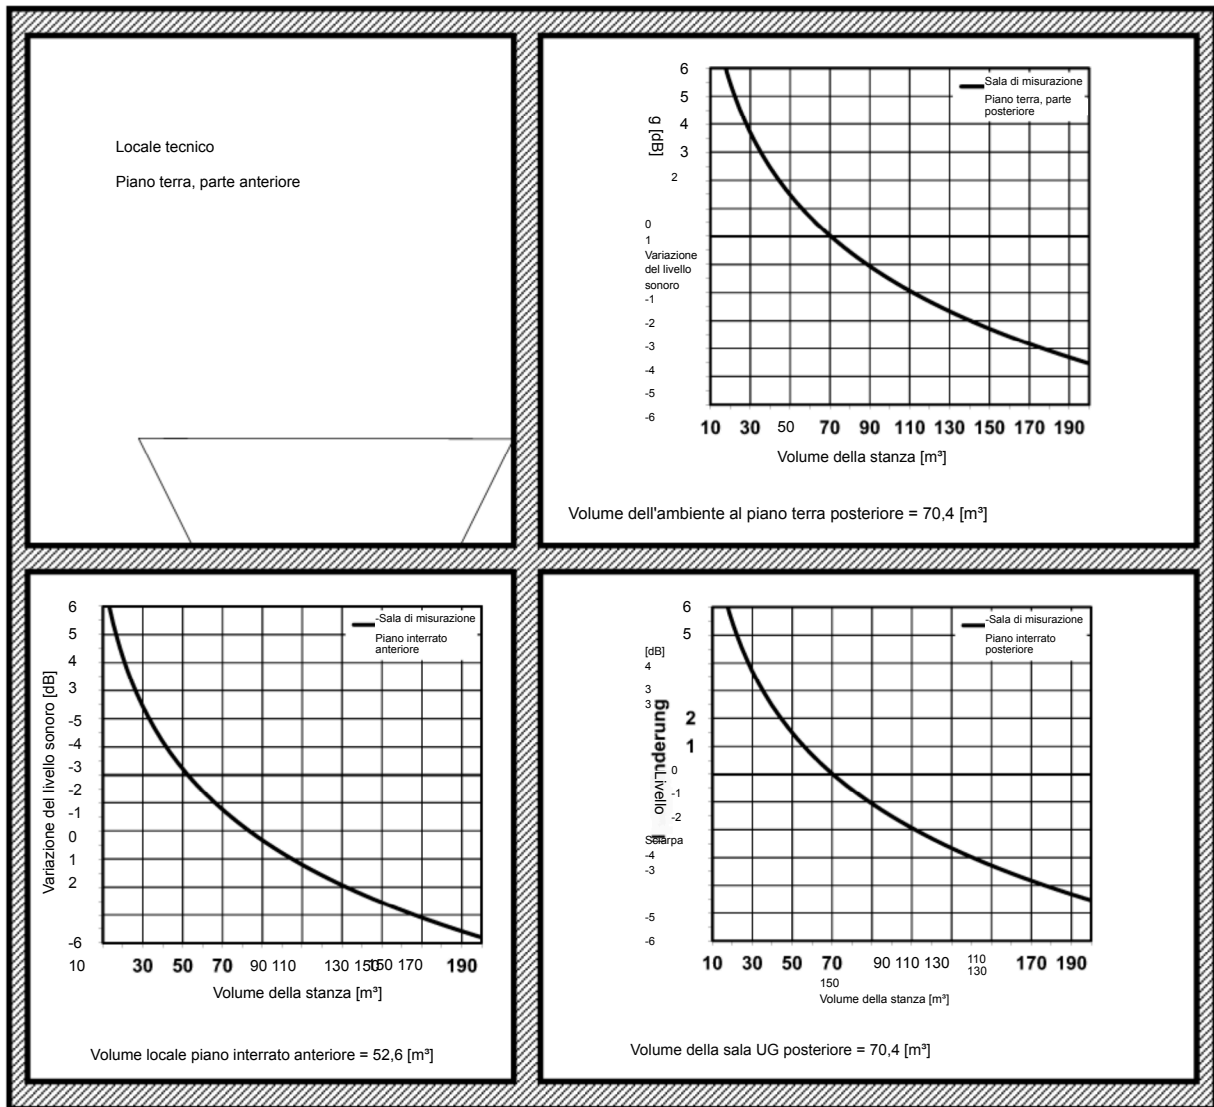 Locale tecnico
Piano terra, parte anteriore
6
5
4
3
2
g [dB]
0
1
Variazione
del livello
sonoro
-1
-2
-3
-4
-5
-6
Sala di misurazione
Piano terra, parte
posteriore
10 30 50 70 90 110 130 150 170 190
Volume della stanza [m³]
Volume dell'ambiente al piano terra posteriore = 70,4 [m³]
6
5
4
3
-5
-4
-3
-2
-1
0
1
2
-6
Variazione del livello sonoro [dB]
-Sala di misurazione
Piano interrato
anteriore
10 30 50 70 90 110 130 150 170 190
Volume della stanza [m³]
Volume locale piano interrato anteriore = 52,6 [m³]
6
5
[dB]
4
3
3
2
1
nderung
Livello
0
-1
-2
Sciarpa
-4
-3
-5
-6
-Sala di misurazione
Piano interrato
posteriore
10 30 50 70 90 110 130 110 170 190
130
150
Volume della stanza [m³]
Volume della sala UG posteriore = 70,4 [m³]